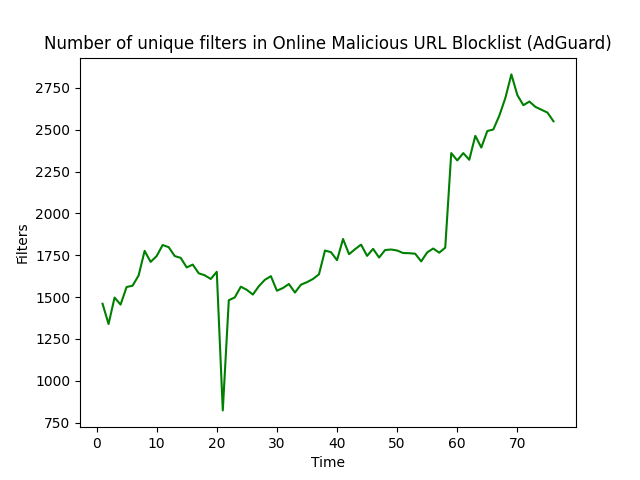 Number of unique filters in Online Malicious URL Blocklist (AdGuard)
2750
2500
2250
2000
1750
1500
1250
1000
750
Filters
0 10 20 30 40 50 60 70
Time